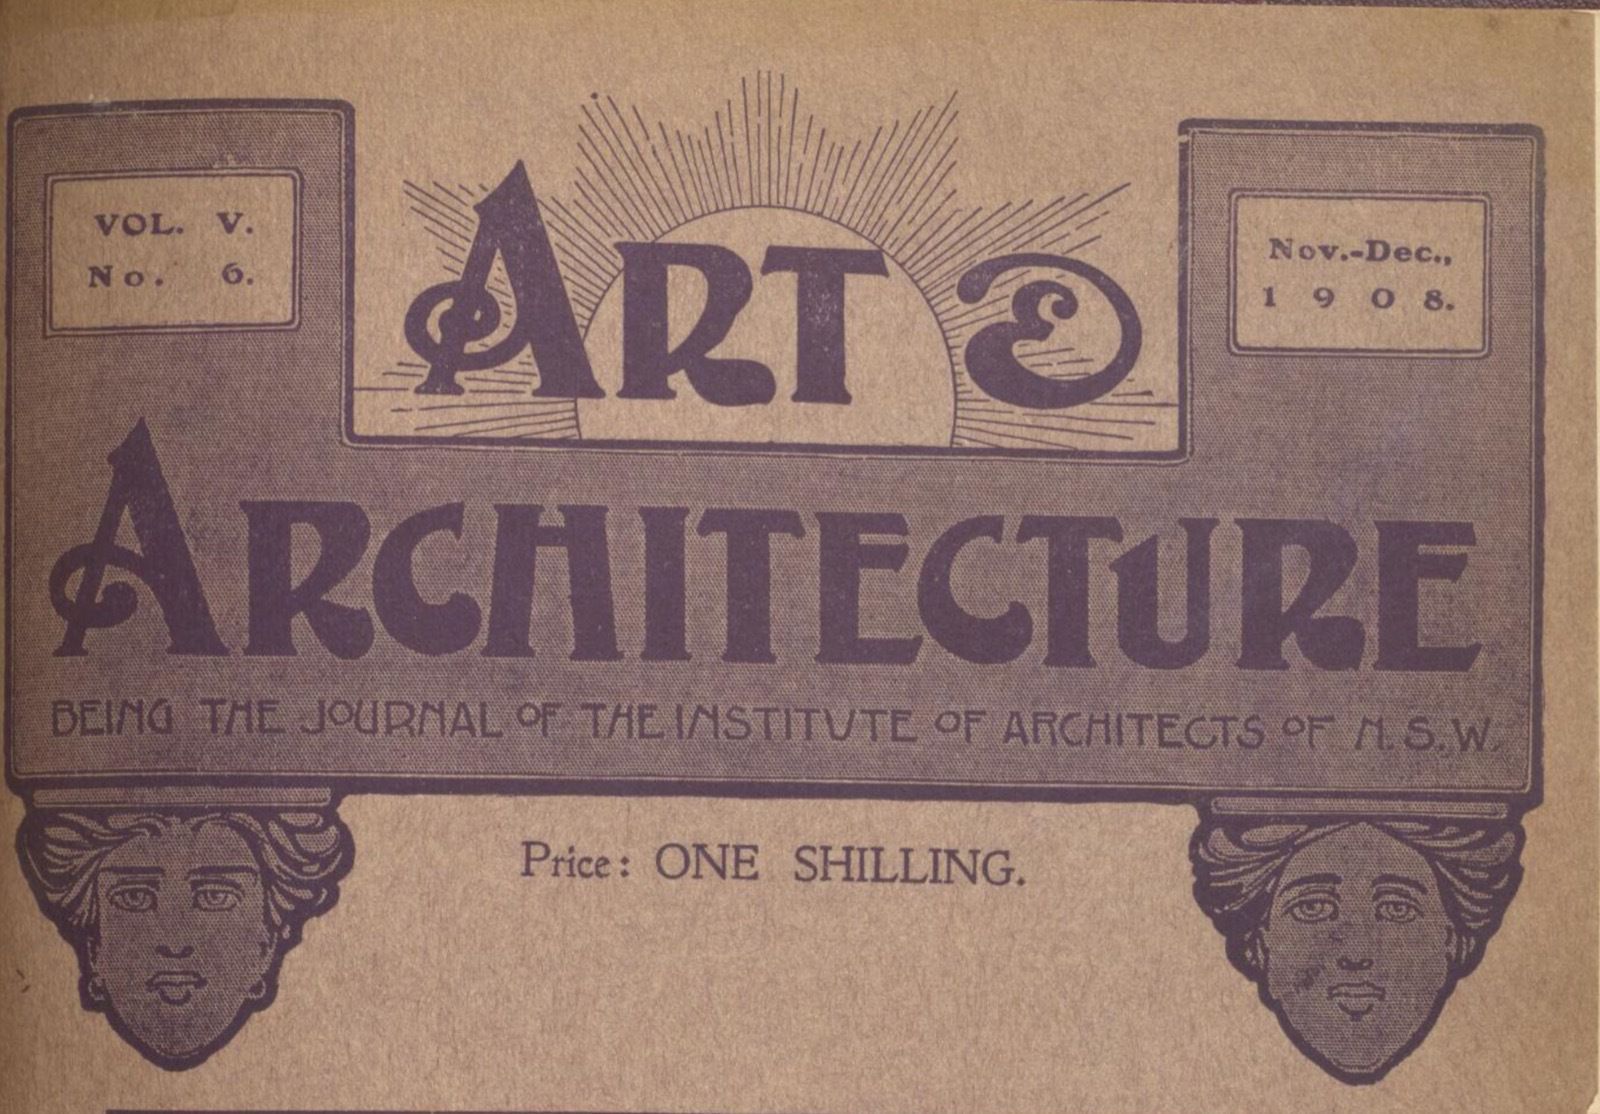 VOL. V.
No. 6.
ART &
Nov.-Dec.,
1908.
ARCHITECTURE
BEING THE JOURNAL OF THE INSTITUTE OF ARCHITECTS OF N.S.W.
Price: ONE SHILLING.